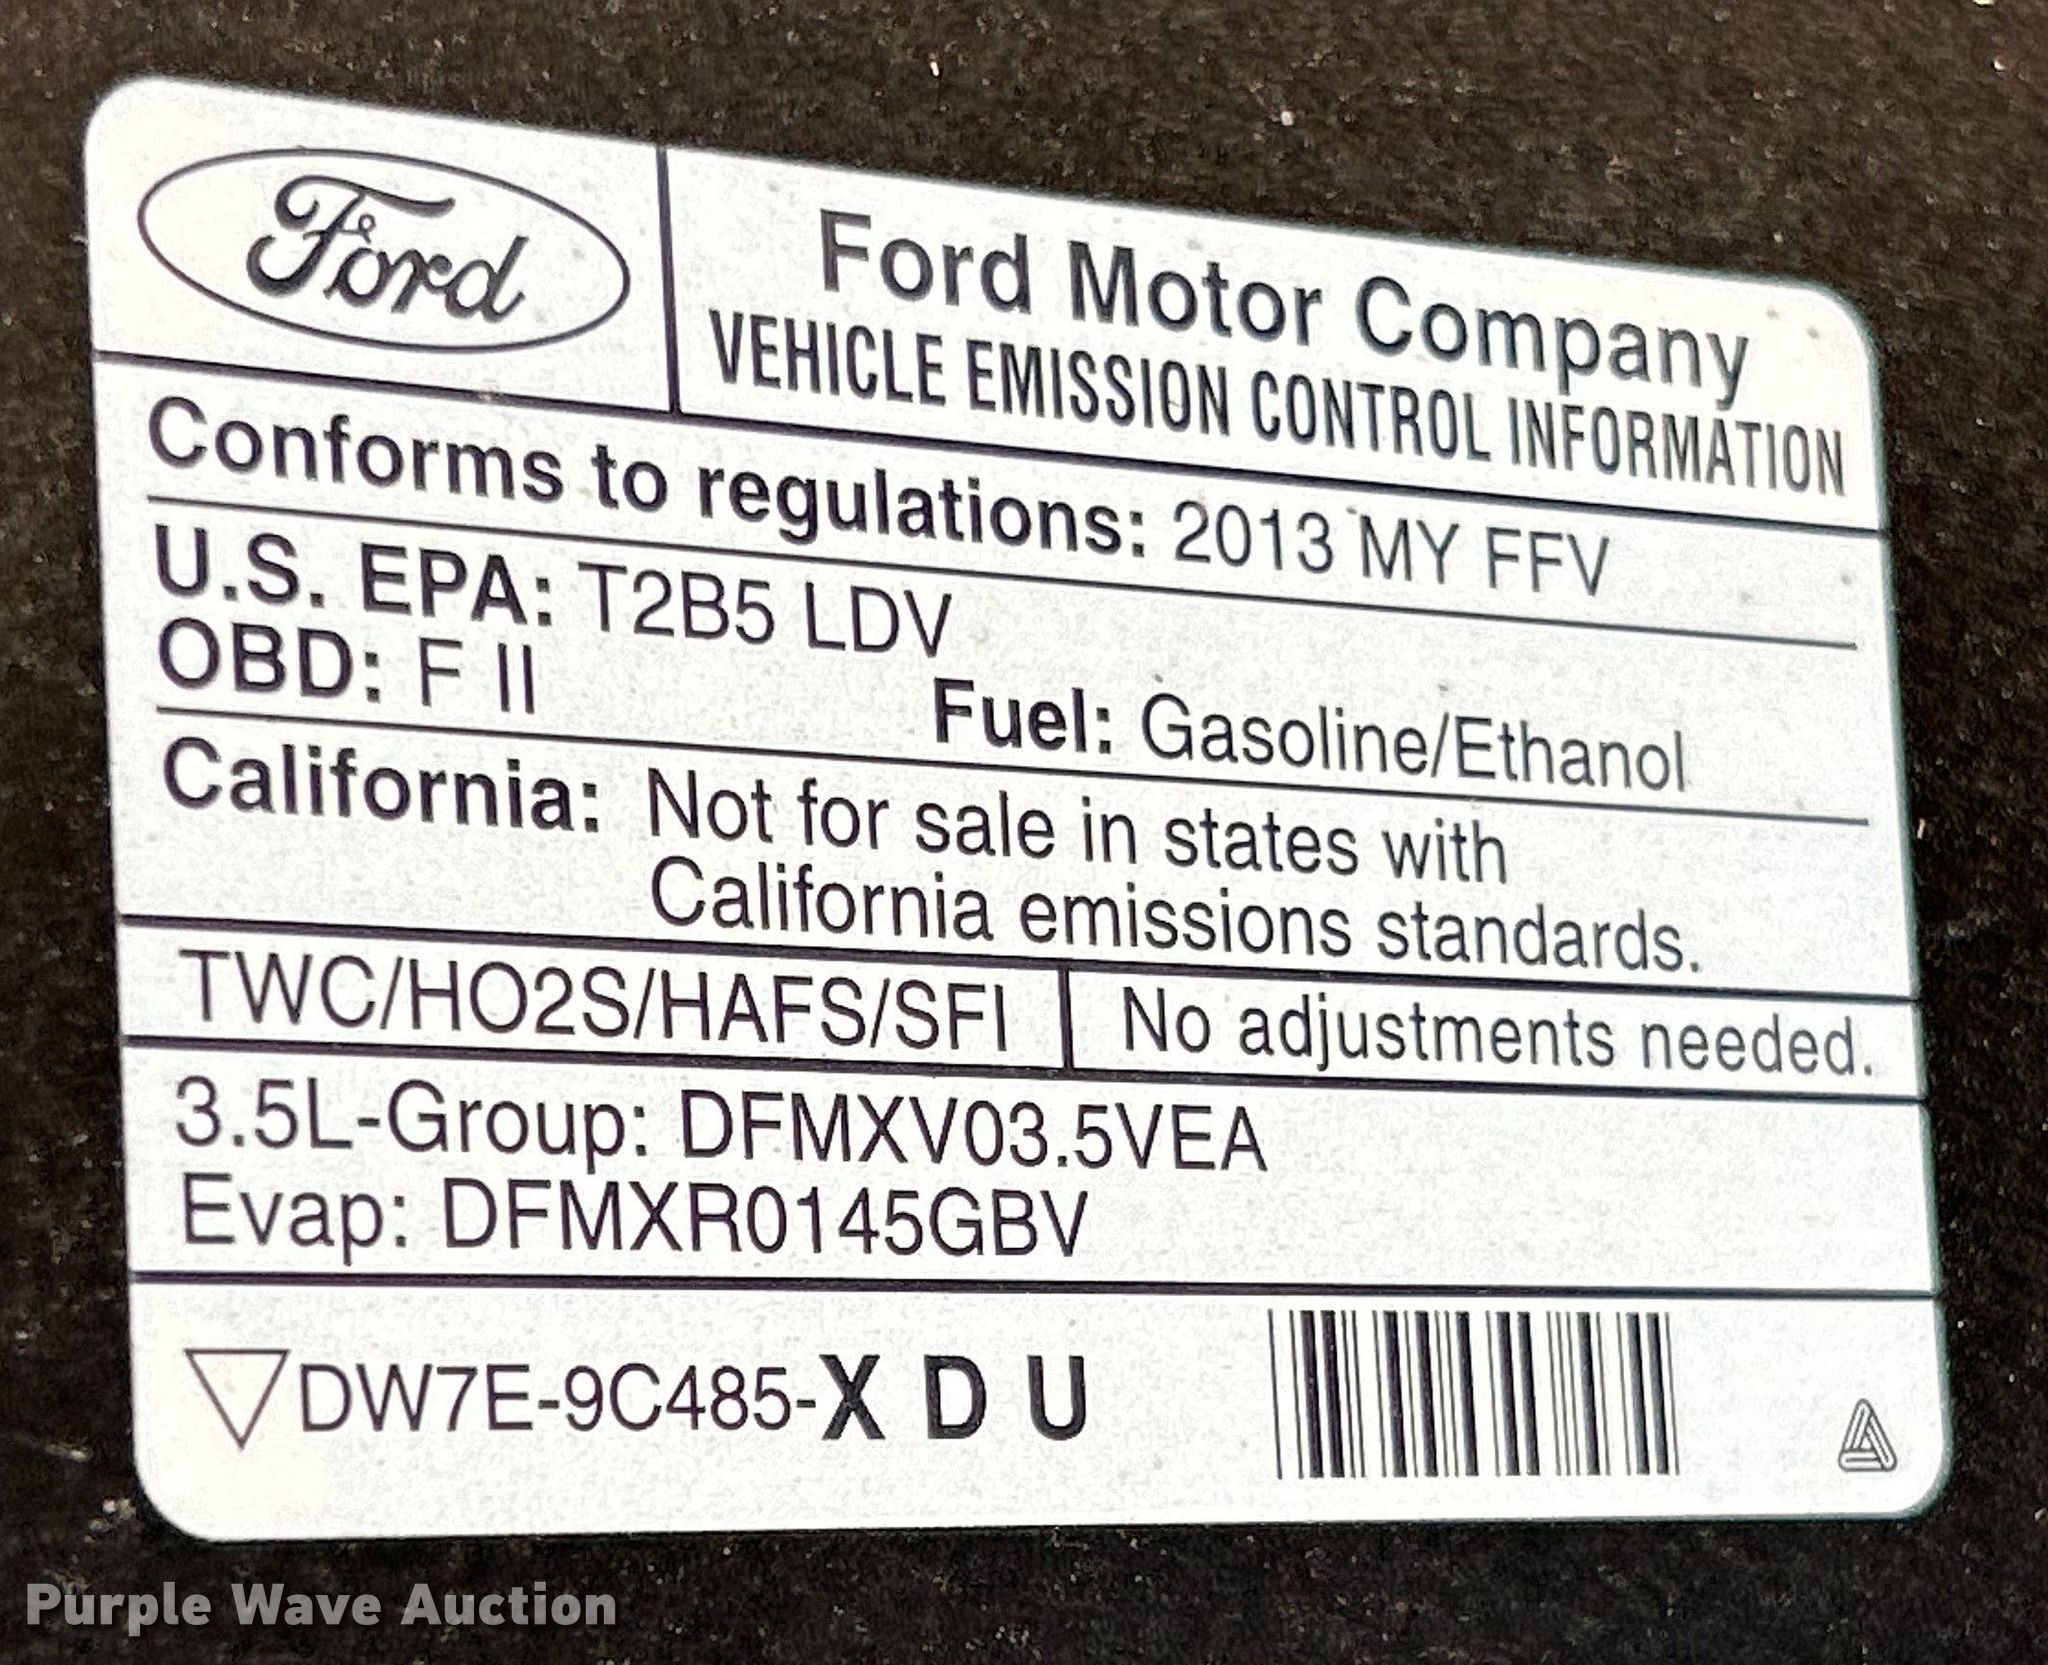 Ford
Ford Motor Company
VEHICLE EMISSION CONTROL INFORMATION
Conforms to regulations: 2013 MY FFV
U.S. EPA: T2B5 LDV
OBD: F II
Fuel: Gasoline/Ethanol
California: Not for sale in states with
California emissions standards.
TWC/HO2S/HAFS/SFI
No adjustments needed.
3.5L-Group: DFMXV03.5VEA
Evap: DFMXR0145GBV
DW7E-9C485-X D U
Purple Wave Auction